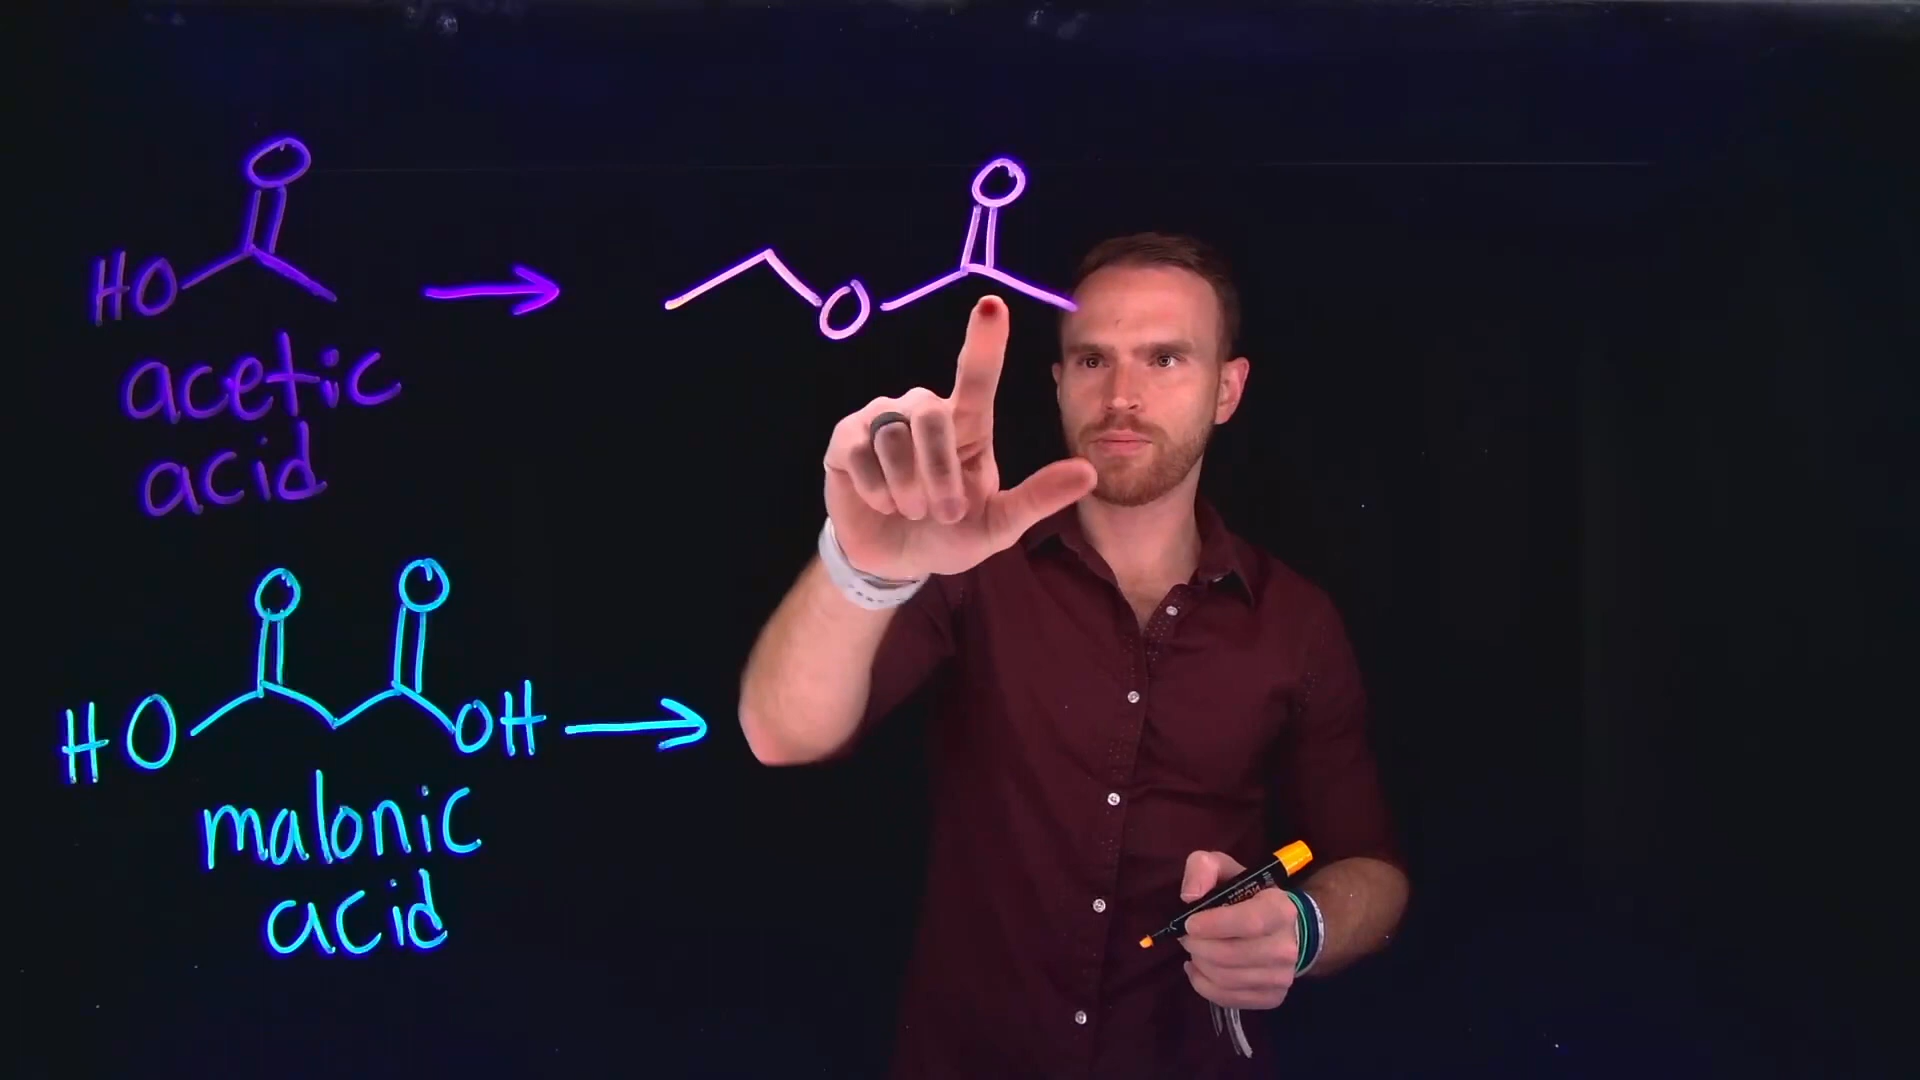 O
HO
acetic
acid
O
O
O O
HO OH
malonic
acid